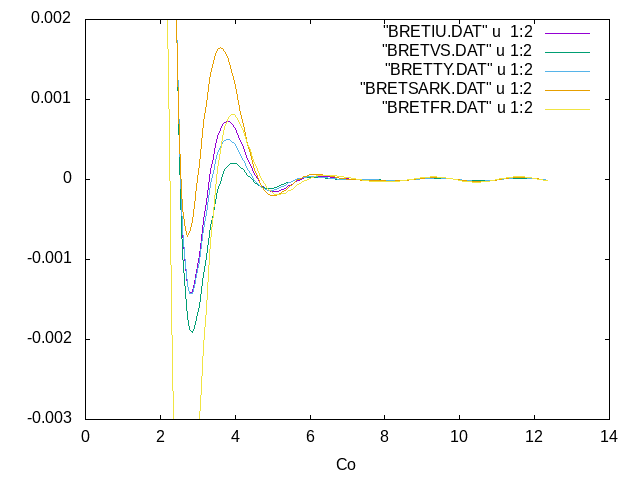 0.002
0.001
0
-0.001
-0.002
-0.003
0 2 4 6 8 10 12 14
Co
"BRETIU.DAT" u  1:2
"BRETVS.DAT" u 1:2
"BRETTY.DAT" u 1:2
"BRETSARK.DAT" u 1:2
"BRETFR.DAT" u 1:2